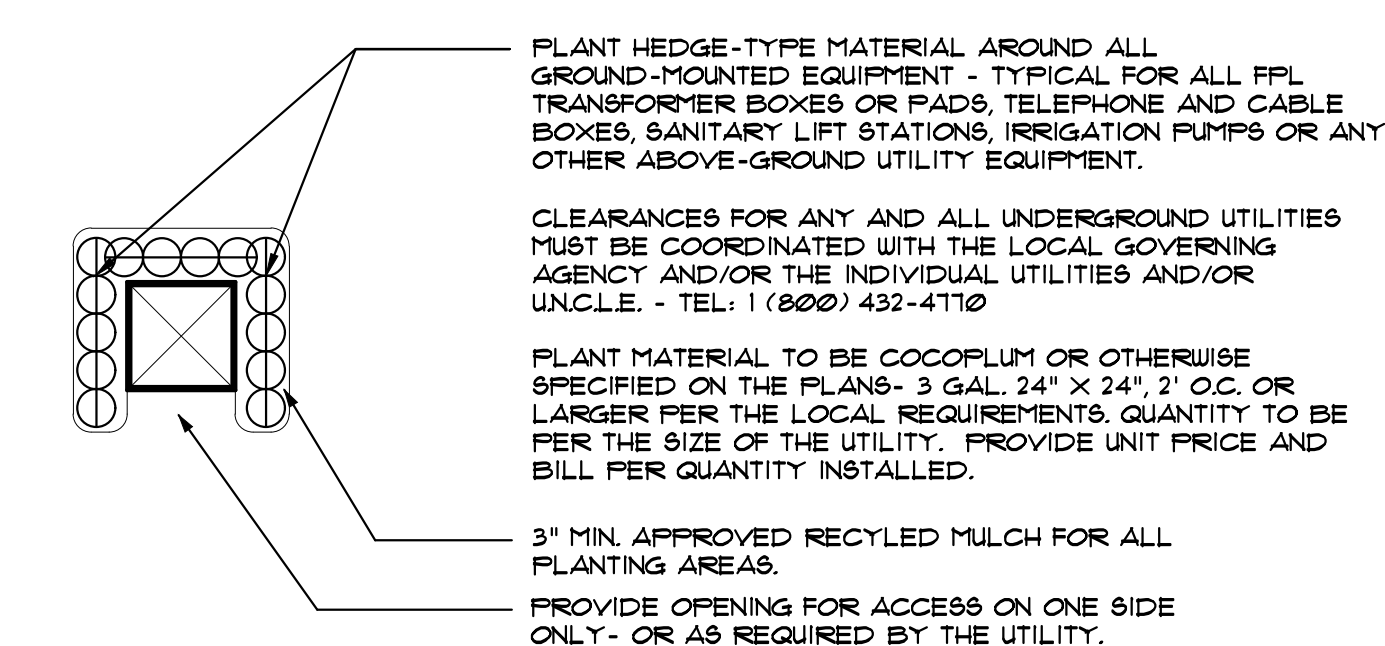 PLANT HEDGE-TYPE MATERIAL AROUND ALL
GROUND-MOUNTED EQUIPMENT - TYPICAL FOR ALL FPL
TRANSFORMER BOXES OR PADS, TELEPHONE AND CABLE
BOXES, SANITARY LIFT STATIONS, IRRIGATION PUMPS OR ANY
OTHER ABOVE-GROUND UTILITY EQUIPMENT.
CLEARANCES FOR ANY AND ALL UNDERGROUND UTILITIES
MUST BE COORDINATED WITH THE LOCAL GOVERNING
AGENCY AND/OR THE INDIVIDUAL UTILITIES AND/OR
U.N.C.L.E. - TEL: 1 (800) 432-4770
PLANT MATERIAL TO BE COCOPLUM OR OTHERWISE
SPECIFIED ON THE PLANS- 3 GAL. 24" X 24", 2' O.C. OR
LARGER PER THE LOCAL REQUIREMENTS. QUANTITY TO BE
PER THE SIZE OF THE UTILITY. PROVIDE UNIT PRICE AND
BILL PER QUANTITY INSTALLED.
3" MIN. APPROVED RECYLED MULCH FOR ALL
PLANTING AREAS.
PROVIDE OPENING FOR ACCESS ON ONE SIDE
ONLY- OR AS REQUIRED BY THE UTILITY.